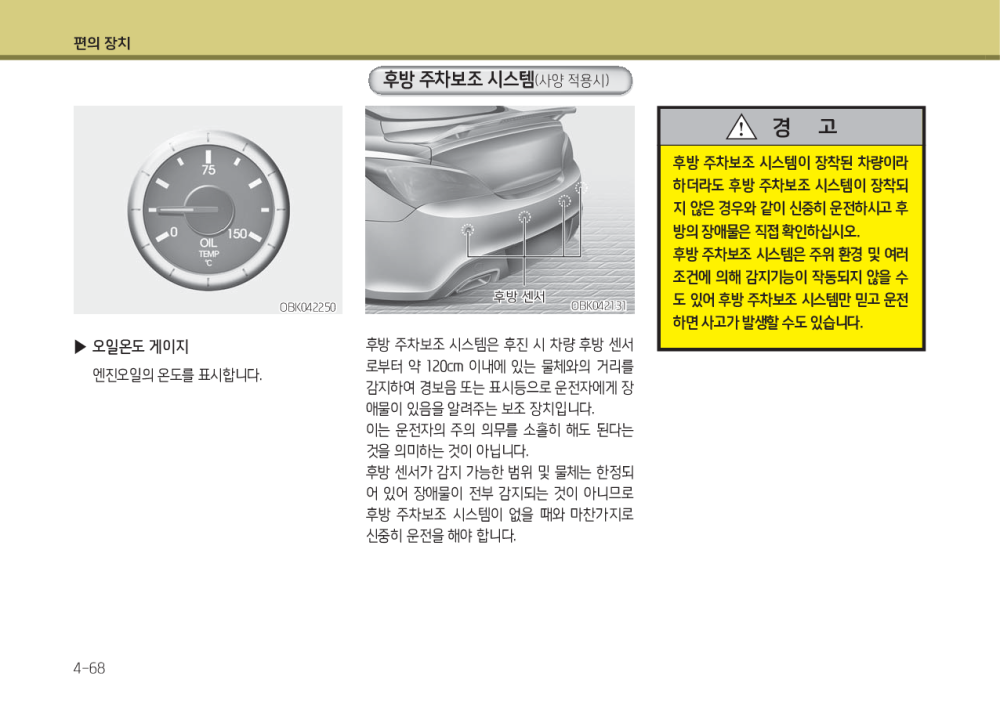 편의 장치
75
0
150
OIL
TEMP
°C
OBK042250
▶ 오일온도 게이지
엔진오일의 온도를 표시합니다.
후방 주차보조 시스템(사양 적용시)
후방 센서
OBK042131
후방 주차보조 시스템은 후진 시 차량 후방 센서
로부터 약 120cm 이내에 있는 물체와의 거리를
감지하여 경보음 또는 표시등으로 운전자에게 장
애물이 있음을 알려주는 보조 장치입니다.
이는 운전자의 주의 의무를 소홀히 해도 된다는
것을 의미하는 것이 아닙니다.
후방 센서가 감지 가능한 범위 및 물체는 한정되
어 있어 장애물이 전부 감지되는 것이 아니므로
후방 주차보조 시스템이 없을 때와 마찬가지로
신중히 운전을 해야 합니다.
경 고
후방 주차보조 시스템이 장착된 차량이라
하더라도 후방 주차보조 시스템이 장착되
지 않은 경우와 같이 신중히 운전하시고 후
방의 장애물은 직접 확인하십시오.
후방 주차보조 시스템은 주위 환경 및 여러
조건에 의해 감지기능이 작동되지 않을 수
도 있어 후방 주차보조 시스템만 믿고 운전
하면 사고가 발생할 수도 있습니다.
4-68